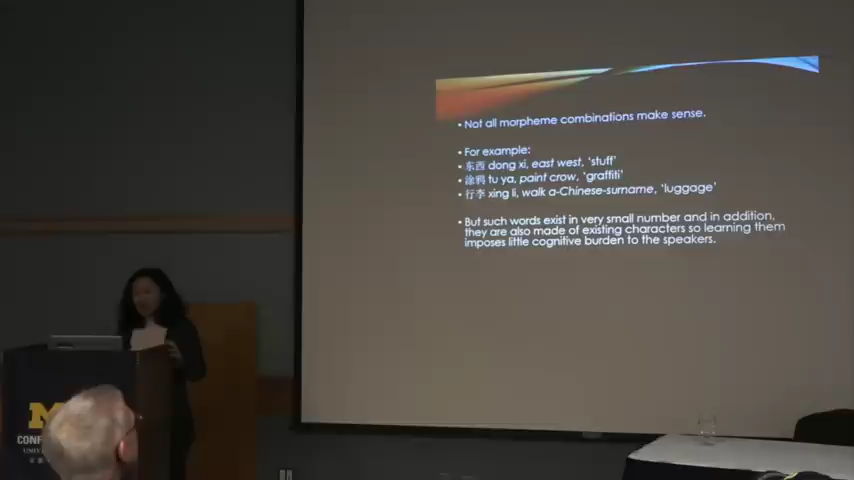 • Not all morpheme combinations make sense.
• For example:
• 东西 dong xi, east west, ‘stuff’
• 涂鸦 tu ya, paint crow, ‘graffiti’
• 行李 xing li, walk a-Chinese-surname, ‘luggage’
• But such words exist in very small number and in addition,
they are also made of existing characters so learning them
imposes little cognitive burden to the speakers.
M
CONF
UNIV